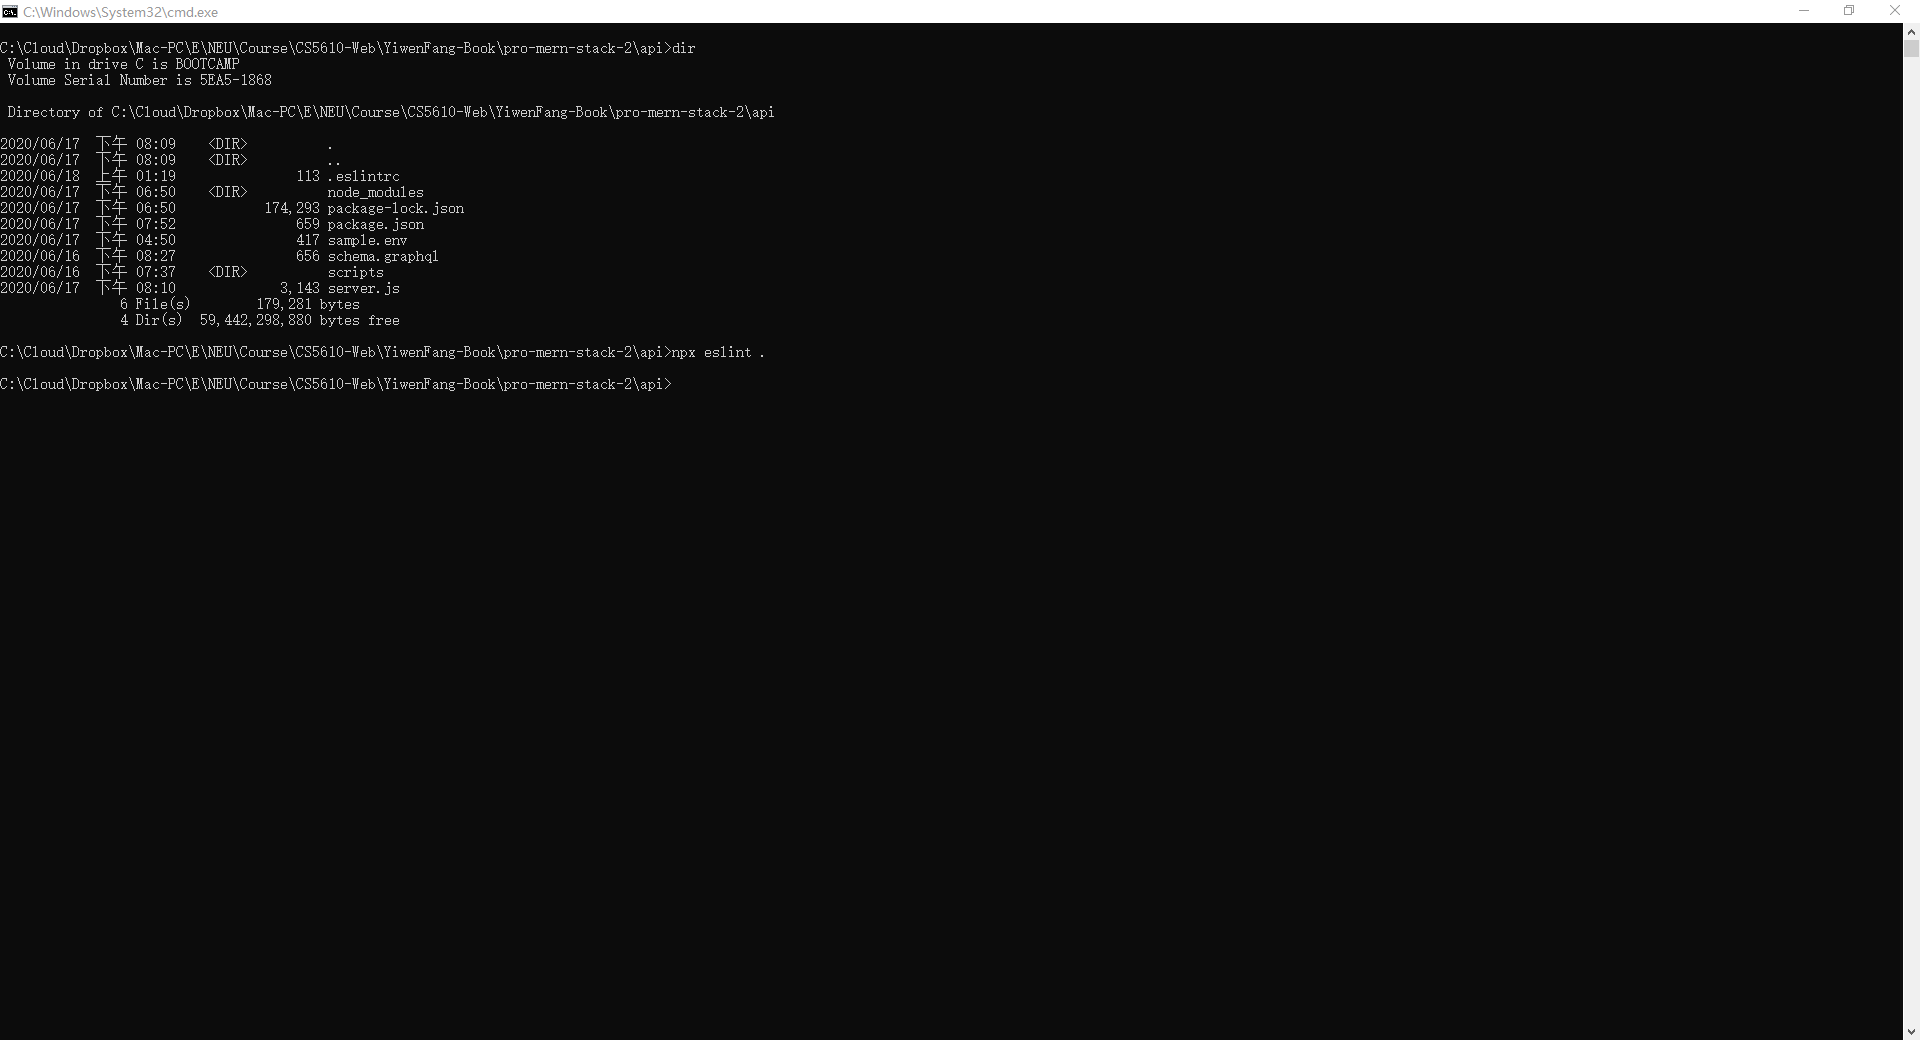 C:\Windows\System32\cmd.exe
C:\Cloud\Dropbox\Mac-PC\E\NEU\Course\CS5610-Web\YiwenFang-Book\pro-mern-stack-2\api>dir
Volume in drive C is BOOTCAMP
Volume Serial Number is 5EA5-1868
Directory of C:\Cloud\Dropbox\Mac-PC\E\NEU\Course\CS5610-Web\YiwenFang-Book\pro-mern-stack-2\api
2020/06/17  下午 08:09    <DIR>          .
2020/06/17  下午 08:09    <DIR>          ..
2020/06/18  上午 01:19               113 .eslintrc
2020/06/17  下午 06:50    <DIR>          node_modules
2020/06/17  下午 06:50           174,293 package-lock.json
2020/06/17  下午 07:52               659 package.json
2020/06/17  下午 04:50               417 sample.env
2020/06/16  下午 08:27               656 schema.graphql
2020/06/16  下午 07:37    <DIR>          scripts
2020/06/17  下午 08:10             3,143 server.js
6 File(s)        179,281 bytes
4 Dir(s)  59,442,298,880 bytes free
C:\Cloud\Dropbox\Mac-PC\E\NEU\Course\CS5610-Web\YiwenFang-Book\pro-mern-stack-2\api>npx eslint .
C:\Cloud\Dropbox\Mac-PC\E\NEU\Course\CS5610-Web\YiwenFang-Book\pro-mern-stack-2\api>